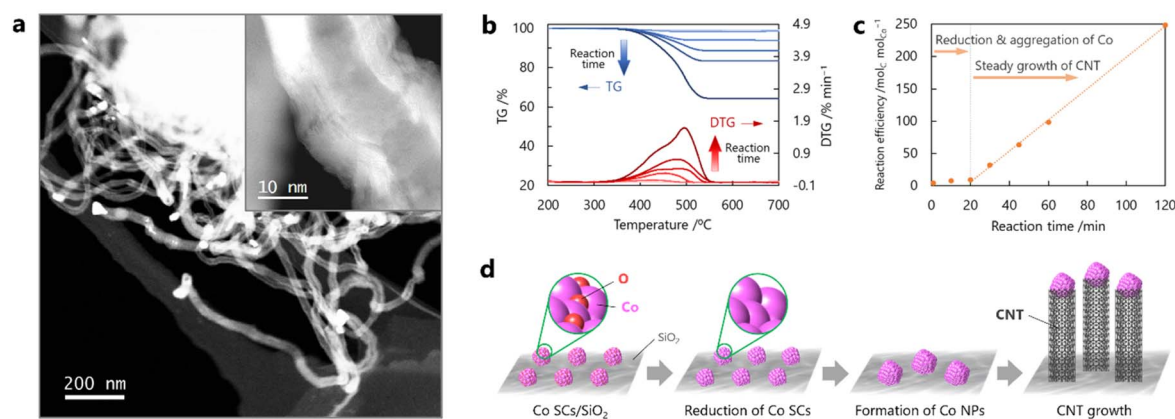 a
10 nm
200 nm
b
TG /%
100
80
60
40
20
200
300
400
500
600
700
Temperature /ºC
4.9
3.9
2.9
1.9
0.9
-0.1
DTG /% min⁻¹
Reaction
time
TG
DTG
Reaction
time
c
Reaction efficiency /mol_C mol_Co⁻¹
250
200
150
100
50
0
0
20
40
60
80
100
120
Reaction time /min
Reduction & aggregation of Co
Steady growth of CNT
d
O
Co
SiO₂
CNT
Co SCs/SiO₂
Reduction of Co SCs
Formation of Co NPs
CNT growth